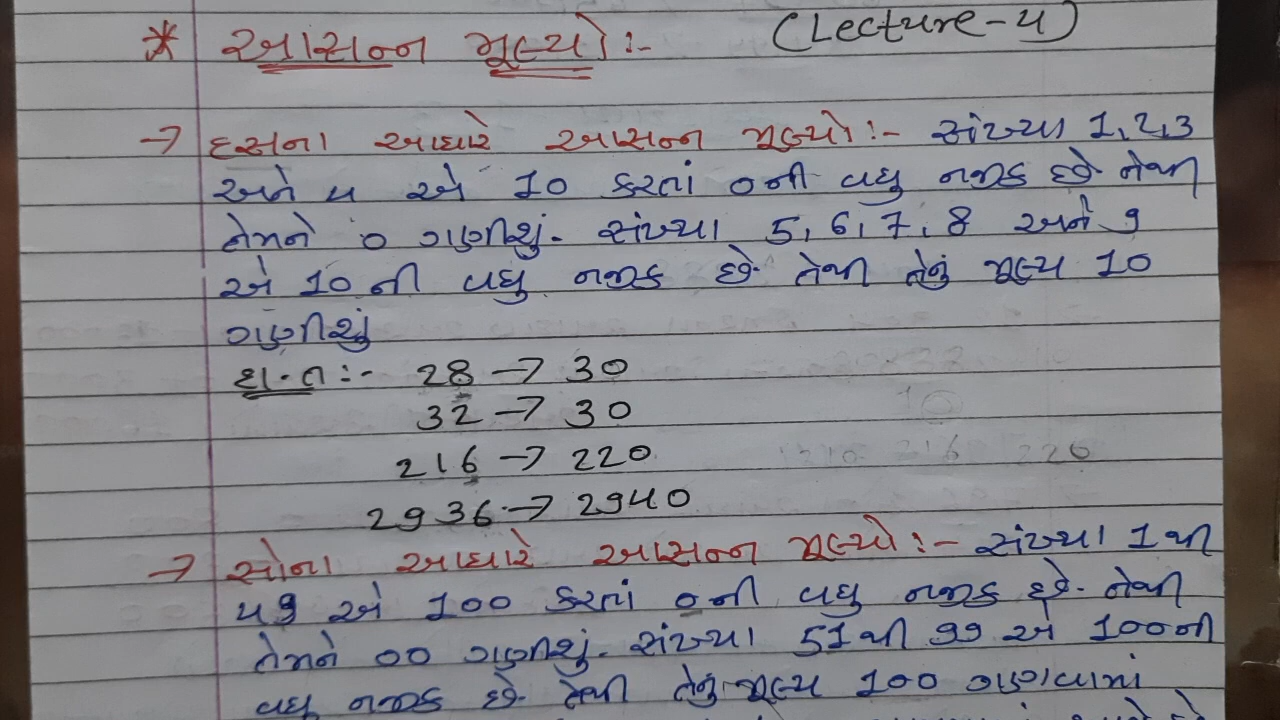 * આસન્ન મૂલ્યો:- (Lecture-4)
→ દસના આધારે આસન્ન મૂલ્યો:- સંખ્યા 1,2,3
અને 4 એ 10 કરતાં 0ની વધુ નજીક છે. તેથી
તેમને 0 ગણીશું. સંખ્યા 5, 6, 7, 8 અને 9
એ 10 ની વધુ નજીક છે. તેથી તેનું મૂલ્ય 10
ગણીશું
દા.ત:- 28 → 30
32 → 30
216 → 220
2936 → 2940
→ સોના આધારે આસન્ન મૂલ્યો:- સંખ્યા 1થી
49 એ 100 કરતાં 0ની વધુ નજીક છે. તેથી
તેમને 00 ગણીશું. સંખ્યા 51થી 99 એ 100ની
વધુ નજીક છે. તેથી તેનું મૂલ્ય 100 ગણવામાં